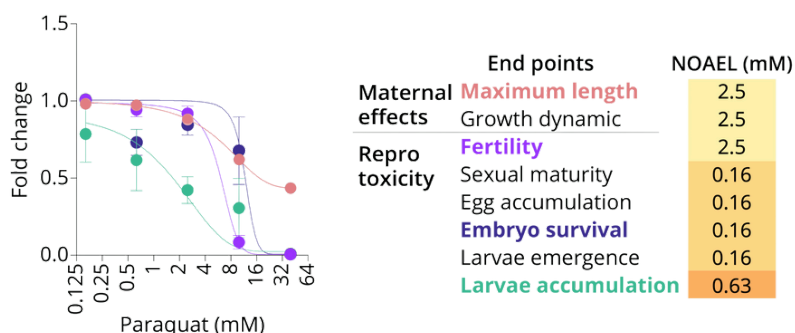 1.5
1.0
0.5
0.0
Fold change
0.125
0.25
0.5
1
2
4
8
16
32
64
Paraquat (mM)
End points NOAEL (mM)
Maternal effects
Maximum length 2.5
Growth dynamic 2.5
Repro toxicity
Fertility 2.5
Sexual maturity 0.16
Egg accumulation 0.16
Embryo survival 0.16
Larvae emergence 0.16
Larvae accumulation 0.63